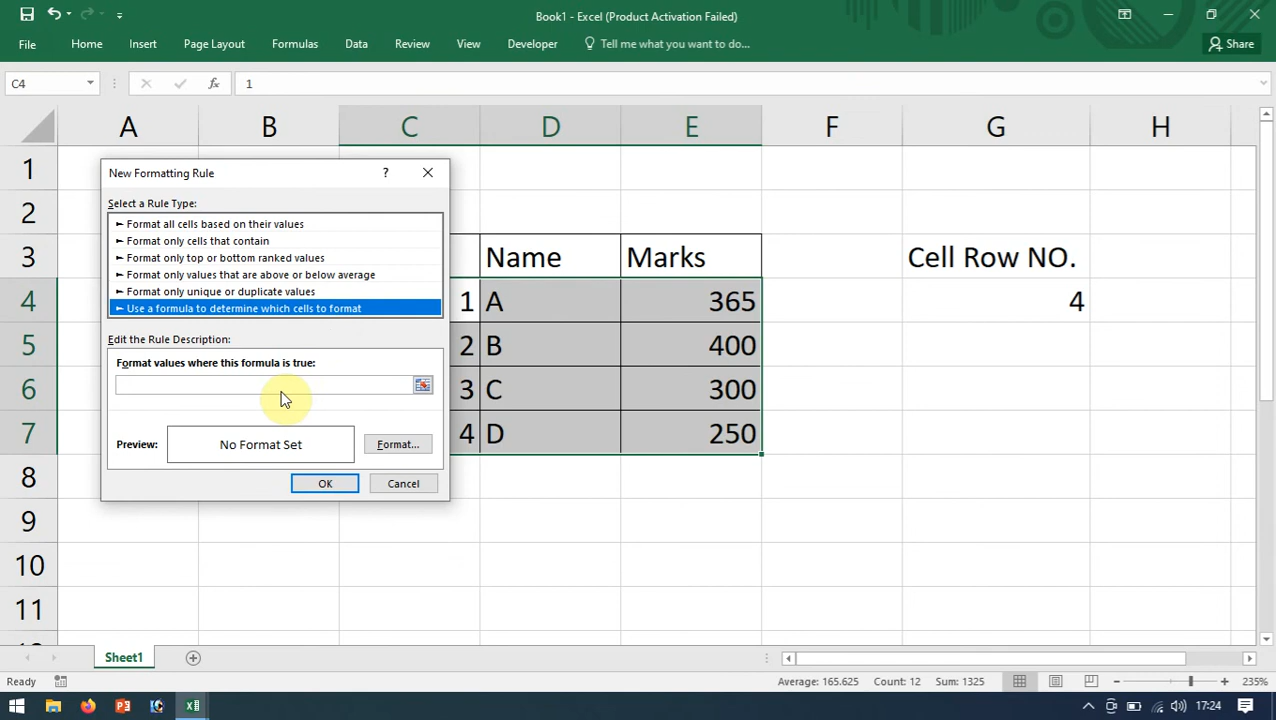 Book1 - Excel (Product Activation Failed)
File Home Insert Page Layout Formulas Data Review View Developer Tell me what you want to do... Share
C4 fx 1
A B C D E F G H
1
New Formatting Rule ?
Select a Rule Type:
2
► Format all cells based on their values
► Format only cells that contain
3 Name Marks Cell Row NO.
► Format only top or bottom ranked values
► Format only values that are above or below average
► Format only unique or duplicate values
4 1 A 365 4
► Use a formula to determine which cells to format
Edit the Rule Description:
5 2 B 400
Format values where this formula is true:
6 3 C 300
7 4 D 250
Preview: No Format Set Format...
8
OK Cancel
9
10
11
Sheet1
Ready Average: 165.625 Count: 12 Sum: 1325 235%
17:24